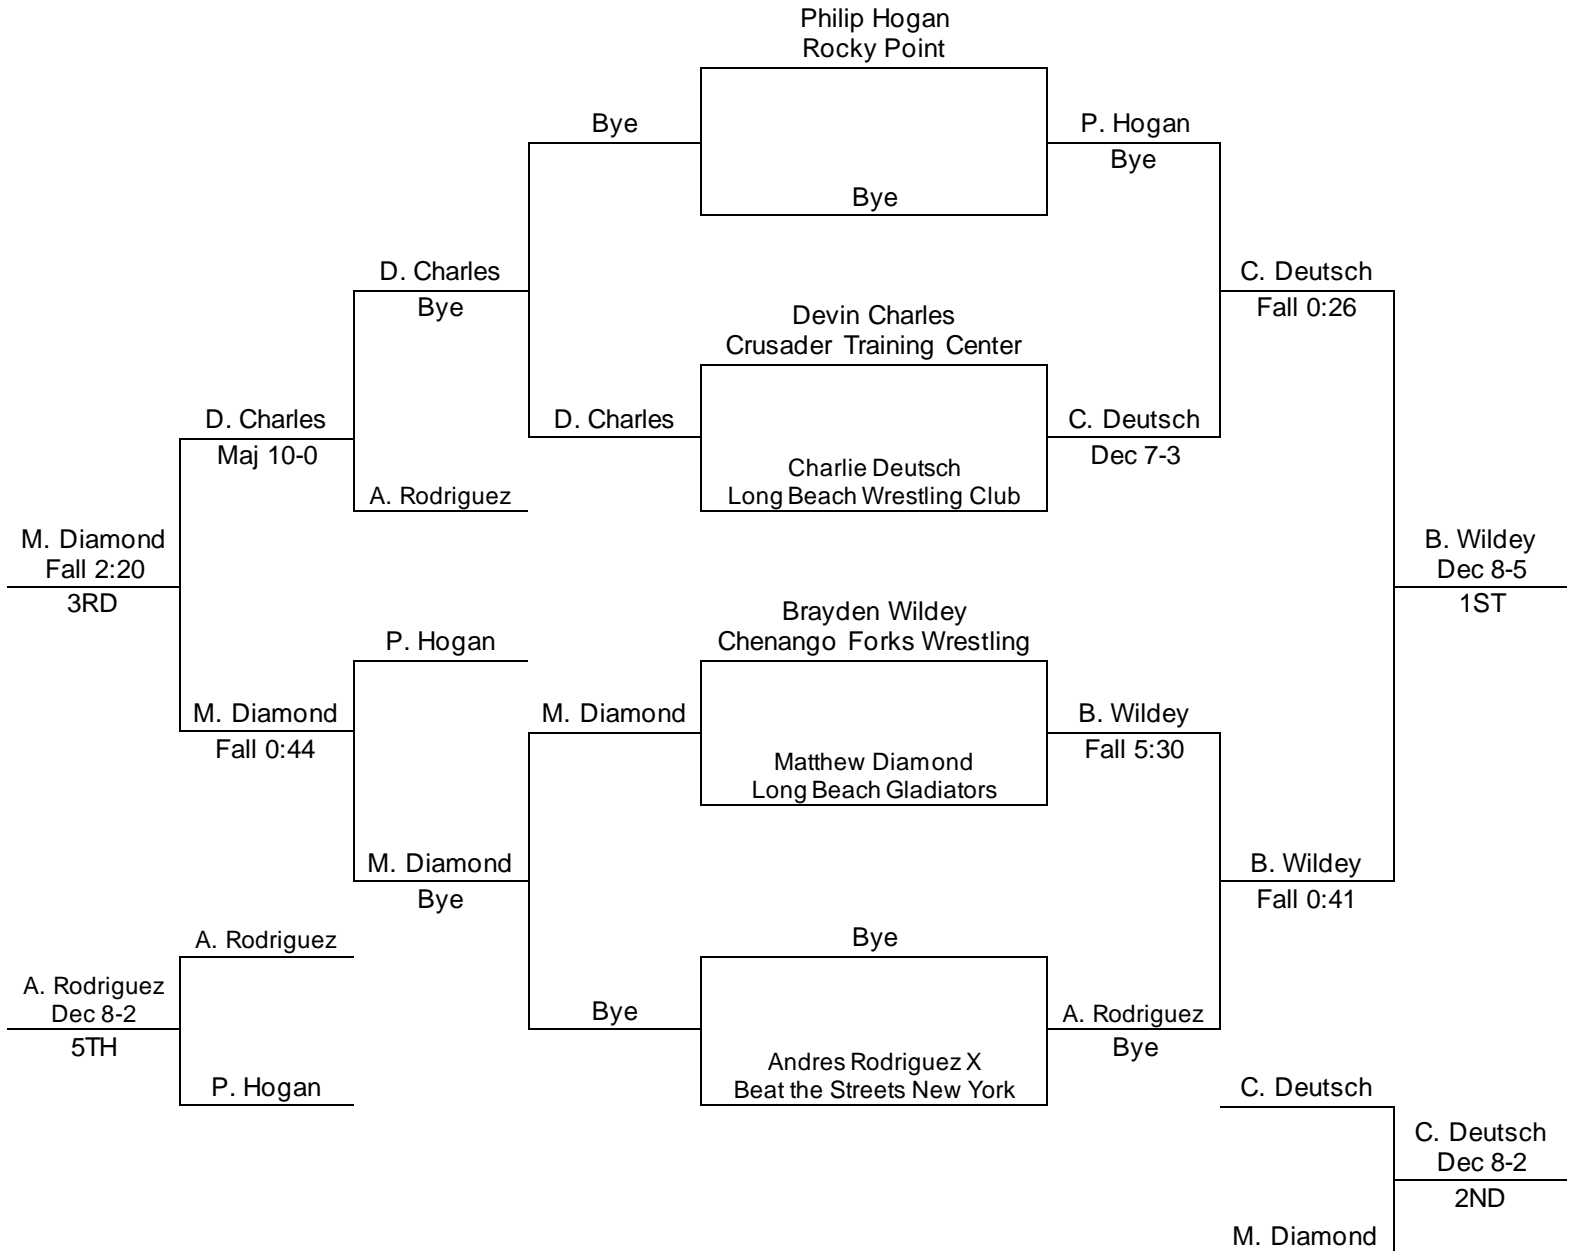 Philip Hogan
Rocky Point
Bye
P. Hogan
Bye
Bye
D. Charles
Bye
C. Deutsch
Fall 0:26
Devin Charles
Crusader Training Center
D. Charles
Maj 10-0
D. Charles
C. Deutsch
Dec 7-3
Charlie Deutsch
Long Beach Wrestling Club
A. Rodriguez
M. Diamond
Fall 2:20
3RD
B. Wildey
Dec 8-5
1ST
Brayden Wildey
Chenango Forks Wrestling
P. Hogan
M. Diamond
Fall 0:44
M. Diamond
B. Wildey
Fall 5:30
Matthew Diamond
Long Beach Gladiators
M. Diamond
Bye
B. Wildey
Fall 0:41
A. Rodriguez
Bye
A. Rodriguez
Dec 8-2
5TH
Bye
A. Rodriguez
Bye
Andres Rodriguez X
Beat the Streets New York
P. Hogan
C. Deutsch
C. Deutsch
Dec 8-2
2ND
M. Diamond